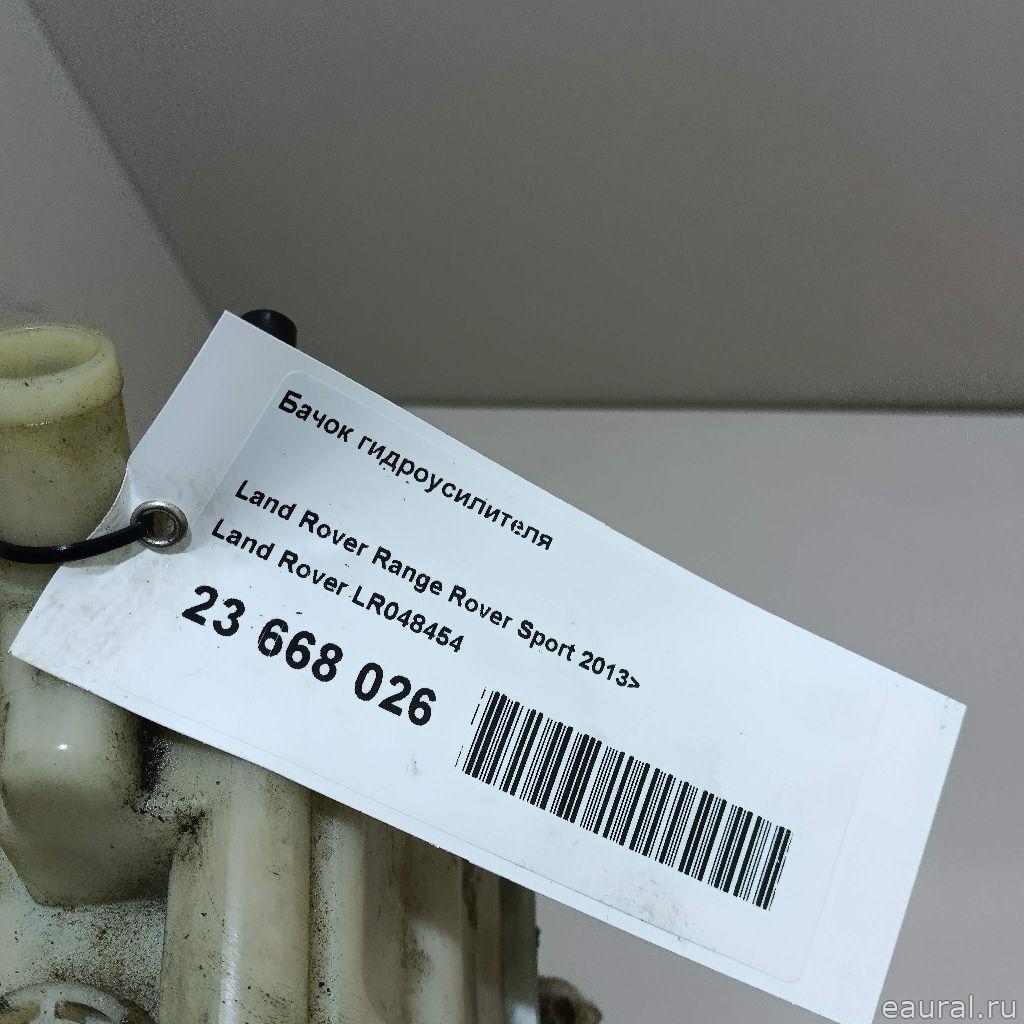 Бачок гидроусилителя
Land Rover Range Rover Sport 2013>
Land Rover LR048454
23 668 026
eaural.ru